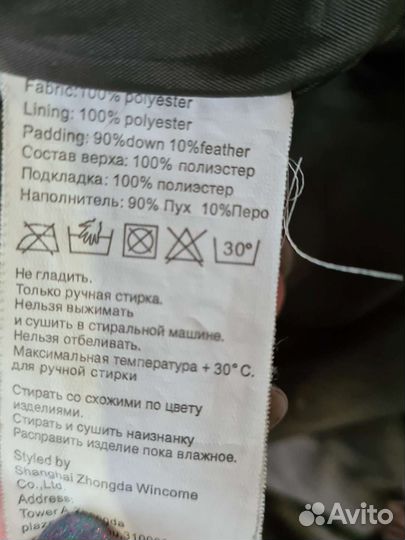 Fabric:100% polyester
Lining: 100% polyester
Padding: 90%down 10%feather
Состав верха: 100% полиэстер
Подкладка: 100% полиэстер
Наполнитель: 90% Пух 10%Перо
30°
Не гладить.
Только ручная стирка.
Нельзя выжимать
и сушить в стиральной машине.
Нельзя отбеливать.
Максимальная температура + 30°С.
для ручной стирки
Стирать со схожими по цвету
изделиями.
Стирать и сушить наизнанку
Расправить изделие пока влажное.
Styled by
Shanghai Zhongda Wincome
Co.,Ltd.
Address:
Tower A
plaz
Avito